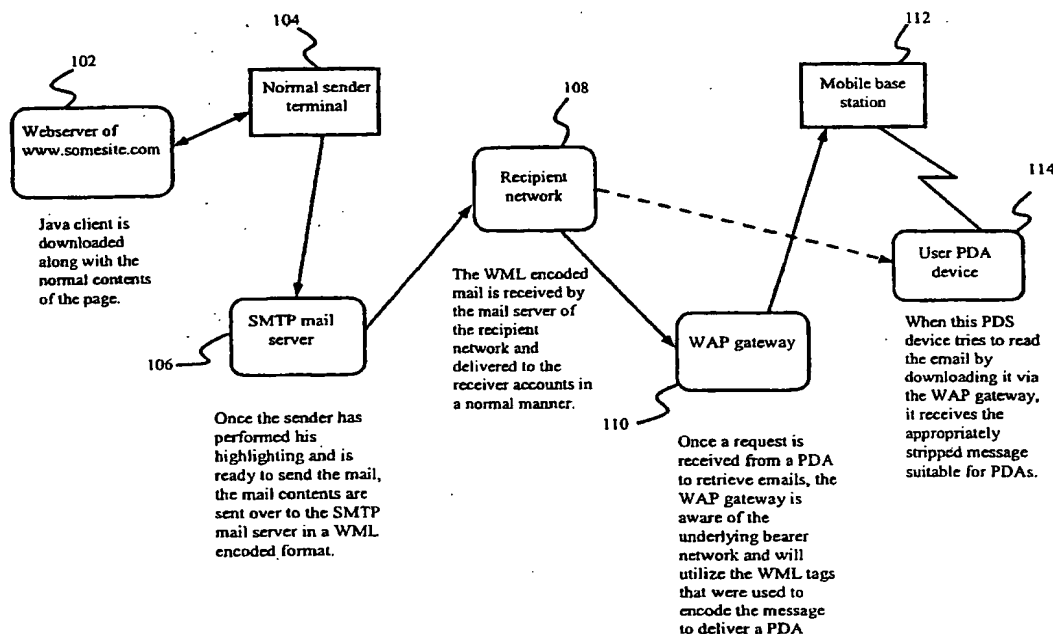 102
Webserver of
www.somesite.com
Java client is
downloaded
along with the
normal contents
of the page.
104
Normal sender
terminal
106
SMTP mail
server
Once the sender has
performed his
highlighting and is
ready to send the mail,
the mail contents are
sent over to the SMTP
mail server in a WML
encoded format.
108
Recipient
network
The WML encoded
mail is received by
the mail server of
the recipient
network and
delivered to the
receiver accounts in
a normal manner.
110
WAP gateway
Once a request is
received from a PDA
to retrieve emails, the
WAP gateway is
aware of the
underlying bearer
network and will
utilize the WML tags
that were used to
encode the message
to deliver a PDA
112
Mobile base
station
114
User PDA
device
When this PDS
device tries to read
the email by
downloading it via
the WAP gateway,
it receives the
appropriately
stripped message
suitable for PDAs.